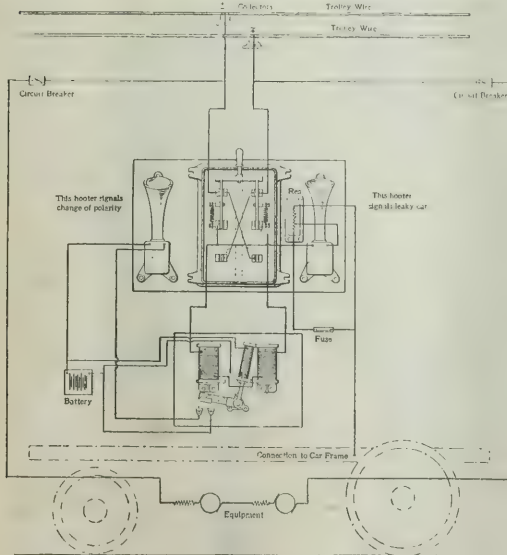 Collectors
Trolley Wire
Trolley Wire
Circuit Breaker
Circuit Breaker
This hooter signals
change of polarity
Res
This hooter
signals leaky car.
Fuse
Battery
Connection to Car Frame
Equipment